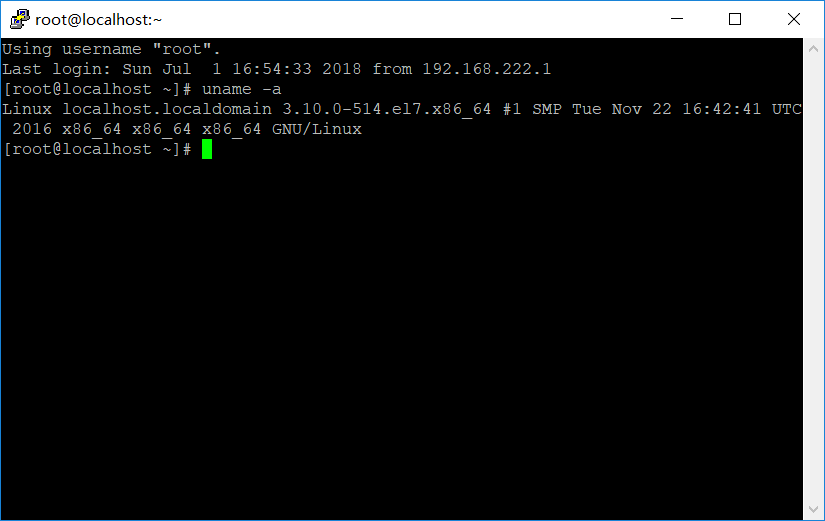 root@localhost:~
Using username "root".
Last login: Sun Jul  1 16:54:33 2018 from 192.168.222.1
[root@localhost ~]# uname -a
Linux localhost.localdomain 3.10.0-514.el7.x86_64 #1 SMP Tue Nov 22 16:42:41 UTC
 2016 x86_64 x86_64 x86_64 GNU/Linux
[root@localhost ~]#